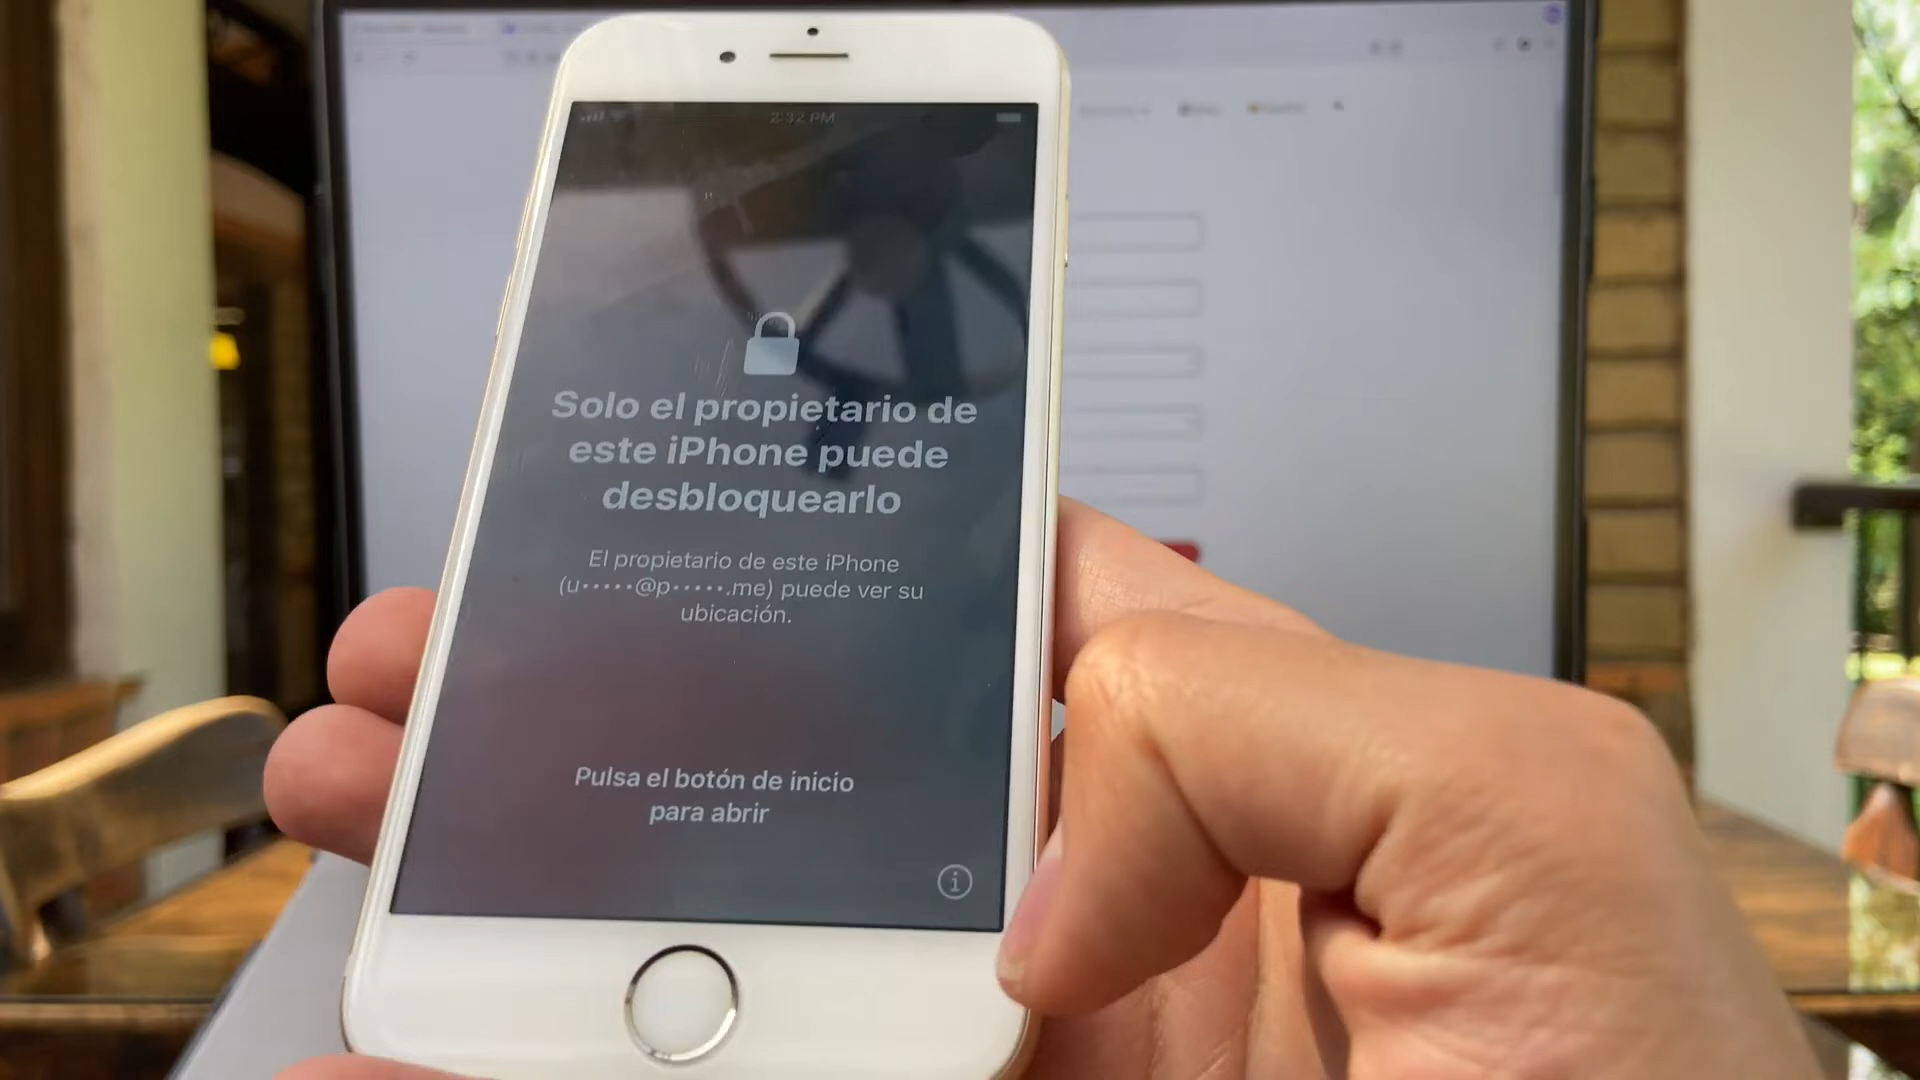 2:32 PM
Solo el propietario de
este iPhone puede
desbloquearlo
El propietario de este iPhone
(u•••••@p•••••.me) puede ver su
ubicación.
Pulsa el botón de inicio
para abrir